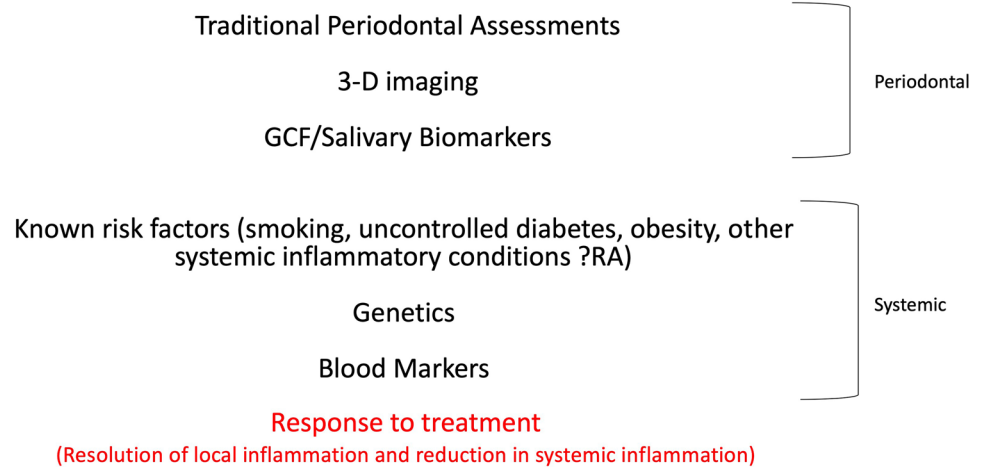 Traditional Periodontal Assessments
3-D imaging
Periodontal
GCF/Salivary Biomarkers
Known risk factors (smoking, uncontrolled diabetes, obesity, other
systemic inflammatory conditions ?RA)
Systemic
Genetics
Blood Markers
Response to treatment
(Resolution of local inflammation and reduction in systemic inflammation)